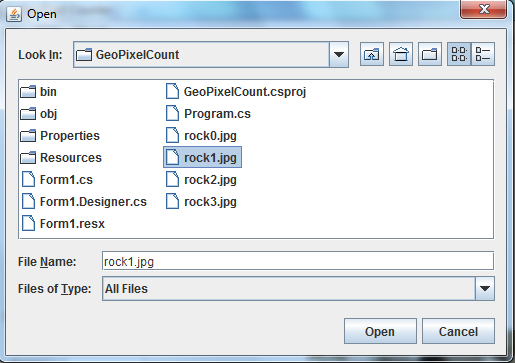 Open
Look In: GeoPixelCount
bin
obj
Properties
Resources
Form1.cs
Form1.Designer.cs
Form1.resx
GeoPixelCount.csproj
Program.cs
rock0.jpg
rock1.jpg
rock2.jpg
rock3.jpg
File Name: rock1.jpg
Files of Type: All Files
Open Cancel